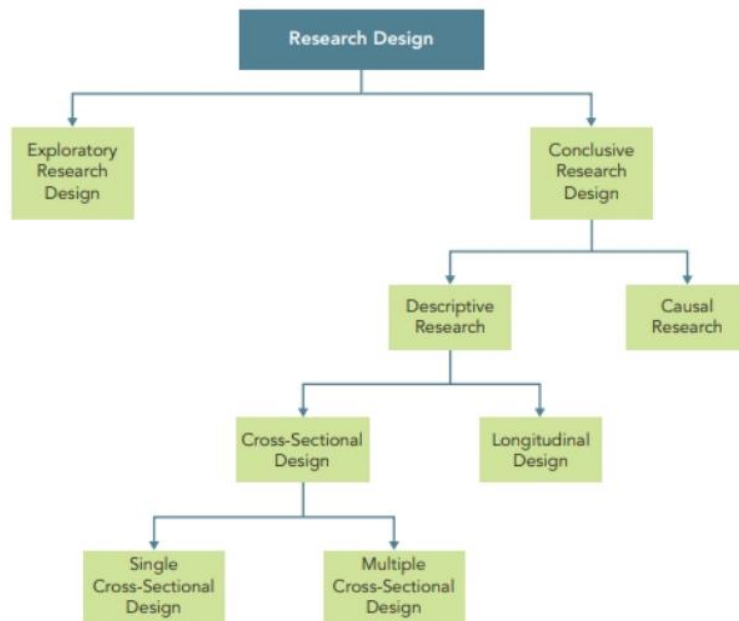 Research Design
Exploratory
Research
Design
Conclusive
Research
Design
Descriptive
Research
Causal
Research
Cross-Sectional
Design
Longitudinal
Design
Single
Cross-Sectional
Design
Multiple
Cross-Sectional
Design